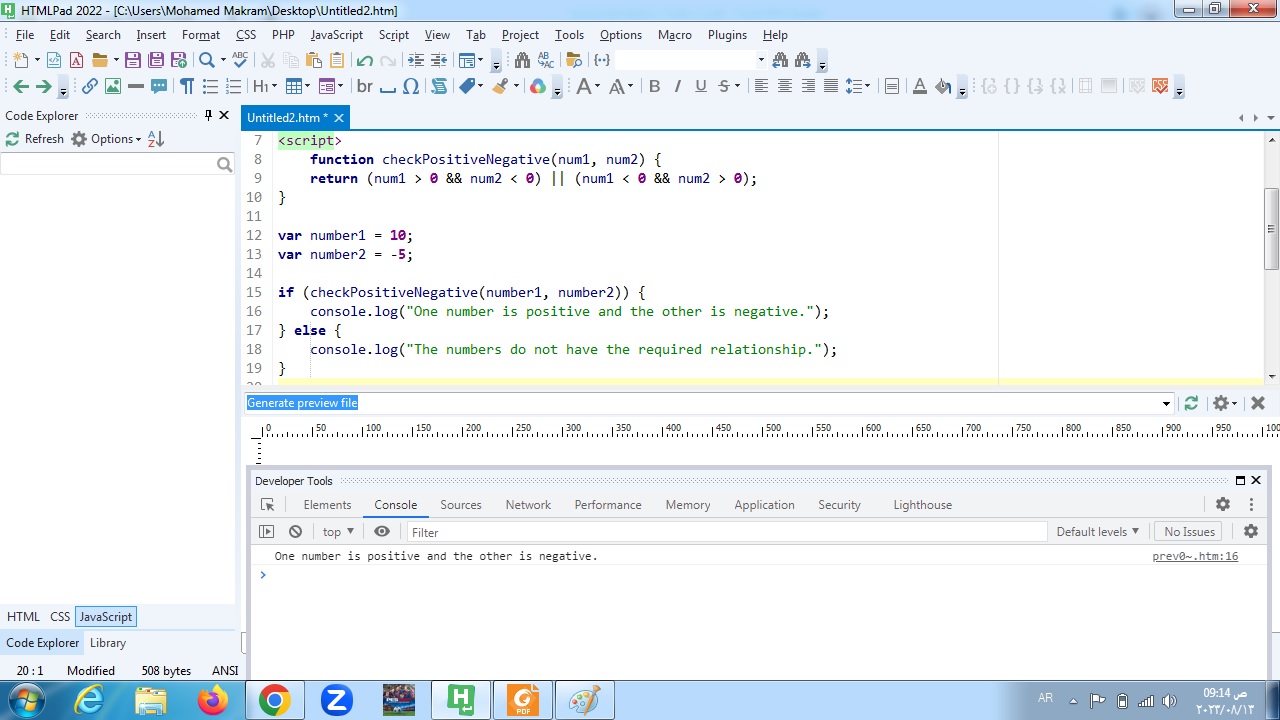 HTMLPad 2022 - [C:\Users\Mohamed Makram\Desktop\Untitled2.htm]
File Edit Search Insert Format CSS PHP JavaScript Script View Tab Project Tools Options Macro Plugins Help
ABC
H1 br Ω A A B I U S A
Code Explorer
Untitled2.htm *
Refresh Options
7 <script>
8 function checkPositiveNegative(num1, num2) {
9 return (num1 > 0 && num2 < 0) || (num1 < 0 && num2 > 0);
10 }
11
12 var number1 = 10;
13 var number2 = -5;
14
15 if (checkPositiveNegative(number1, number2)) {
16 console.log("One number is positive and the other is negative.");
17 } else {
18 console.log("The numbers do not have the required relationship.");
19 }
20
Generate preview file
0 50 100 150 200 250 300 350 400 450 500 550 600 650 700 750 800 850 900 950 100
Developer Tools
Elements Console Sources Network Performance Memory Application Security Lighthouse
top Filter Default levels No Issues
One number is positive and the other is negative. prev0~.htm:16
HTML CSS JavaScript
Code Explorer Library
20 : 1 Modified 508 bytes ANSI
PDF
AR
09:14 ص
٢٠٢٣/٠٨/١٣